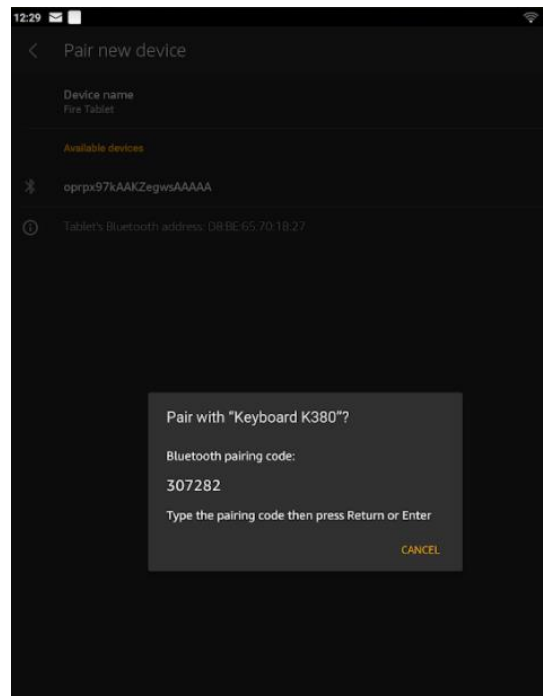 12:29
Pair new device
Device name
Fire Tablet
Available devices
oprpx97kAAKZegwsAAAAA
Tablet's Bluetooth address: D8:BE:65:70:18:27
Pair with “Keyboard K380”?
Bluetooth pairing code:
307282
Type the pairing code then press Return or Enter
CANCEL